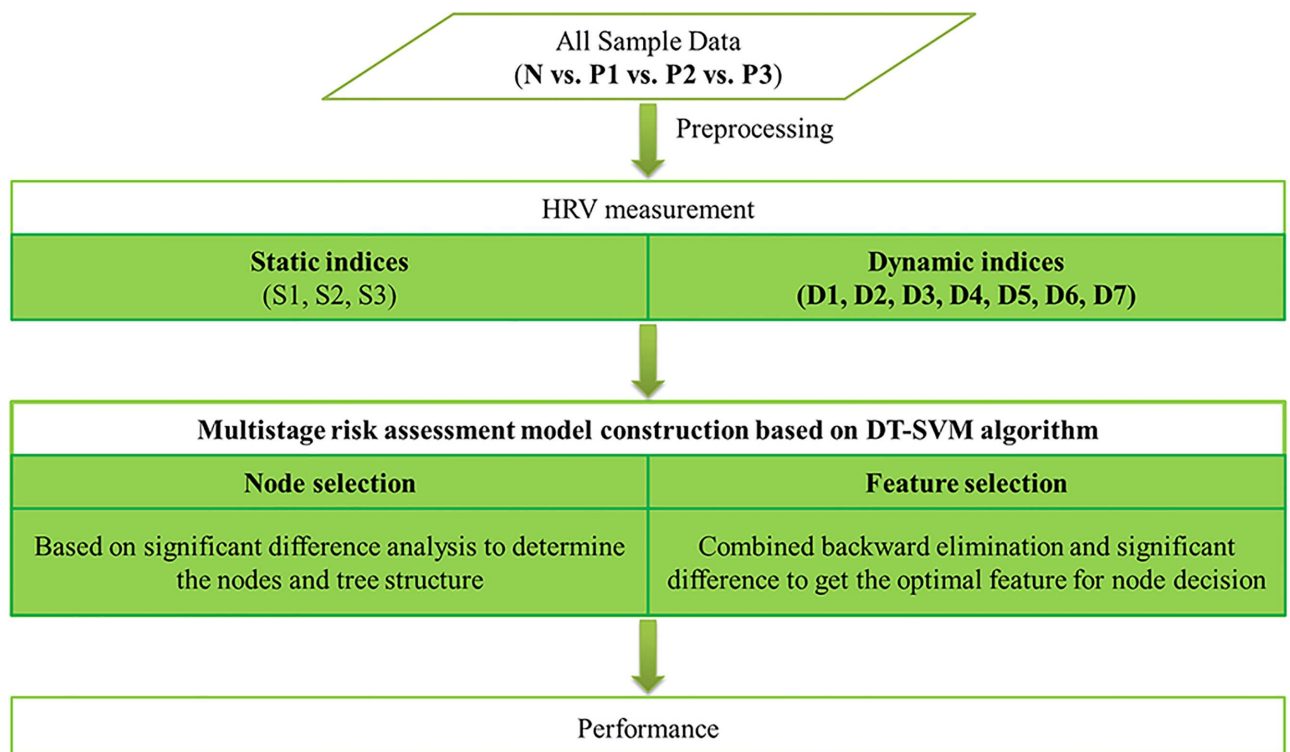 All Sample Data
(N vs. P1 vs. P2 vs. P3)
Preprocessing
HRV measurement
Static indices
(S1, S2, S3)
Dynamic indices
(D1, D2, D3, D4, D5, D6, D7)
Multistage risk assessment model construction based on DT-SVM algorithm
Node selection
Feature selection
Based on significant difference analysis to determine
the nodes and tree structure
Combined backward elimination and significant
difference to get the optimal feature for node decision
Performance